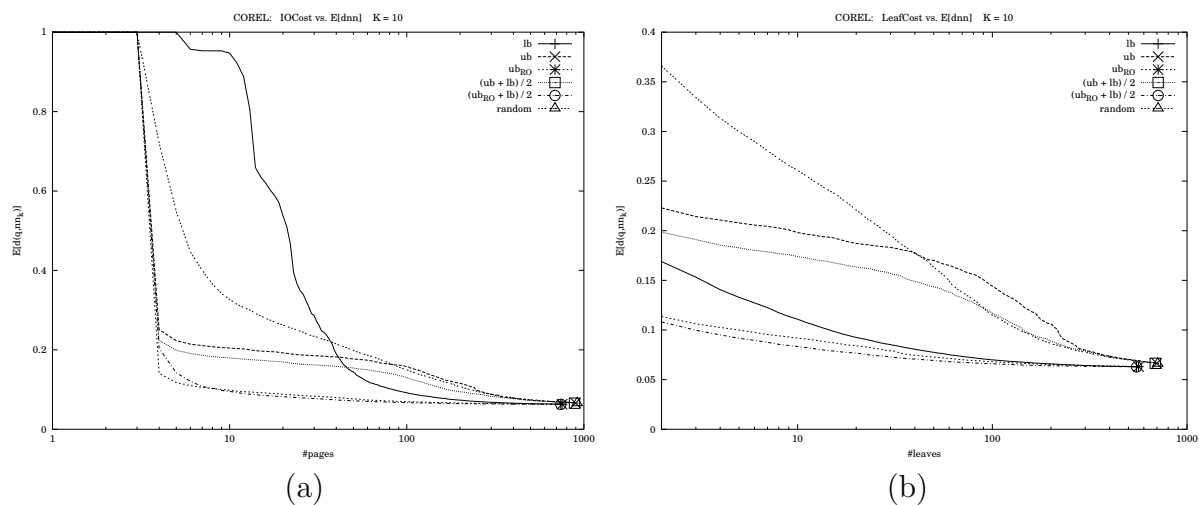 COREL: IOCost vs. E[dnn] K = 10
lb
ub
ub_RO
(ub + lb) / 2
(ub_RO + lb) / 2
random
E[d(q,nn_k)]
1
0.8
0.6
0.4
0.2
0
1
10
100
1000
#pages
(a)
COREL: LeafCost vs. E[dnn] K = 10
lb
ub
ub_RO
(ub + lb) / 2
(ub_RO + lb) / 2
random
E[d(q,nn_k)]
0.4
0.35
0.3
0.25
0.2
0.15
0.1
0.05
0
10
100
1000
#leaves
(b)